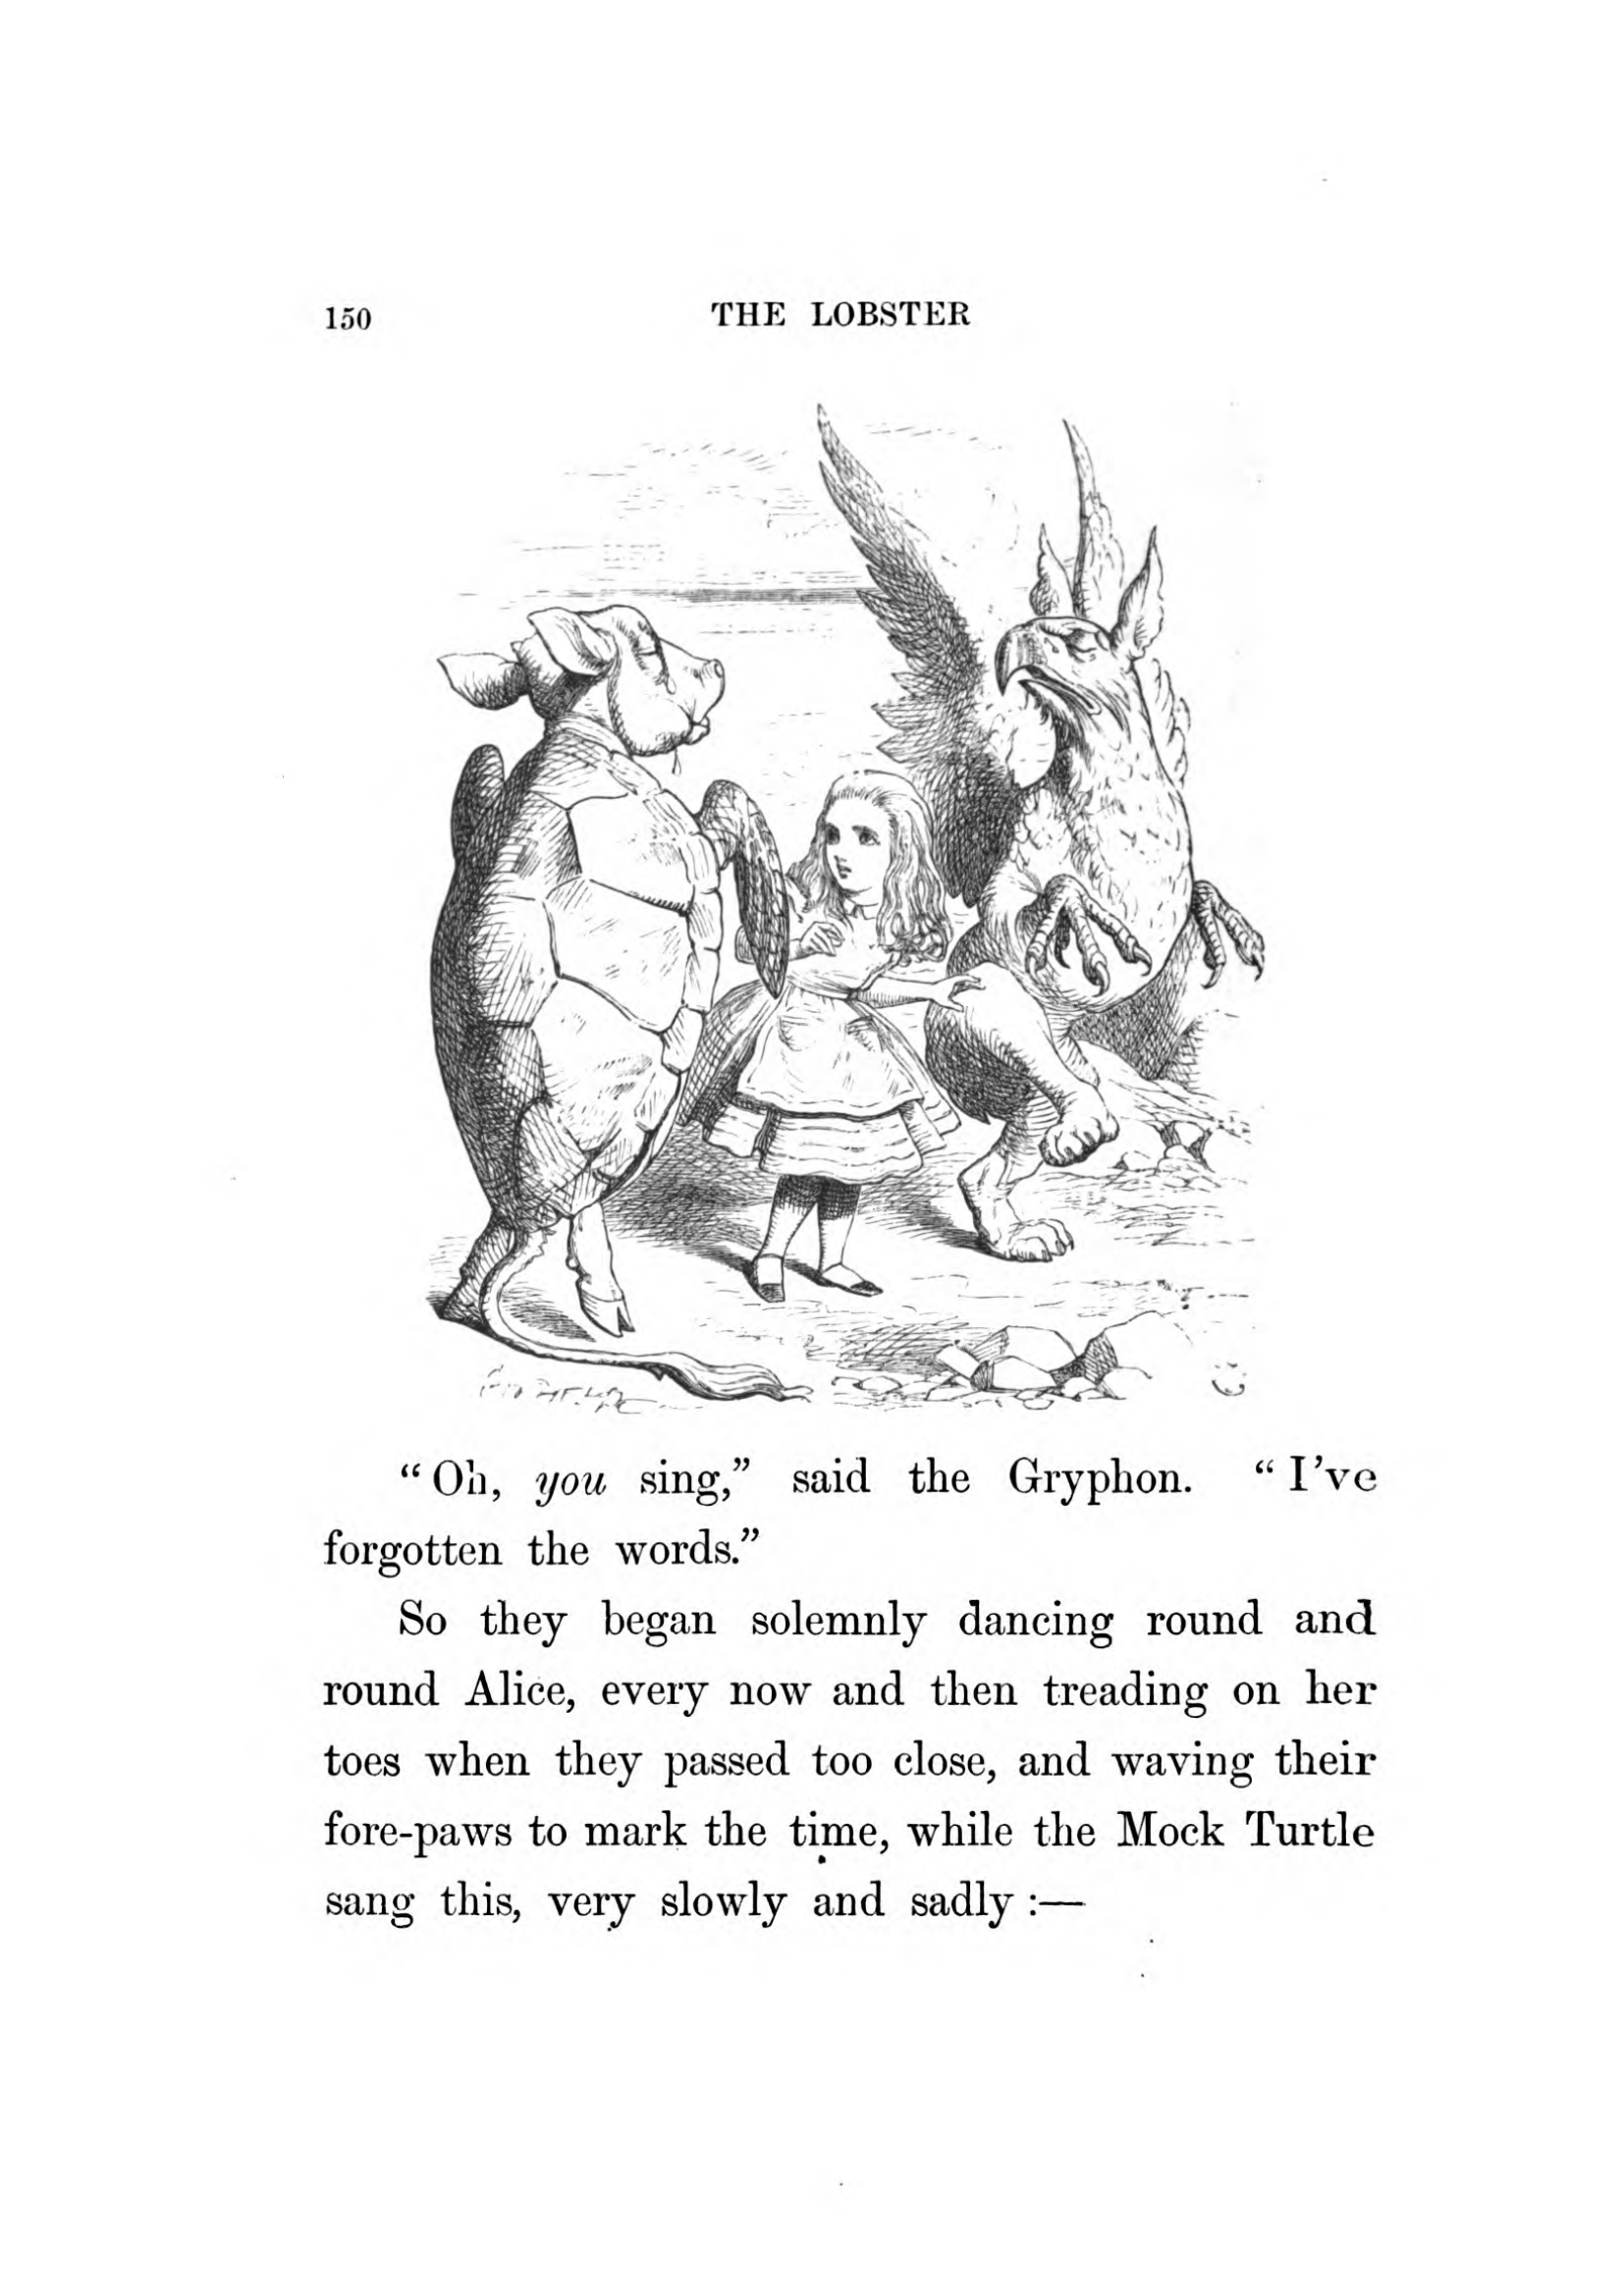 150
THE LOBSTER
“Oh, you sing,” said the Gryphon. “I’ve
forgotten the words.”
So they began solemnly dancing round and
round Alice, every now and then treading on her
toes when they passed too close, and waving their
fore-paws to mark the time, while the Mock Turtle
sang this, very slowly and sadly :—